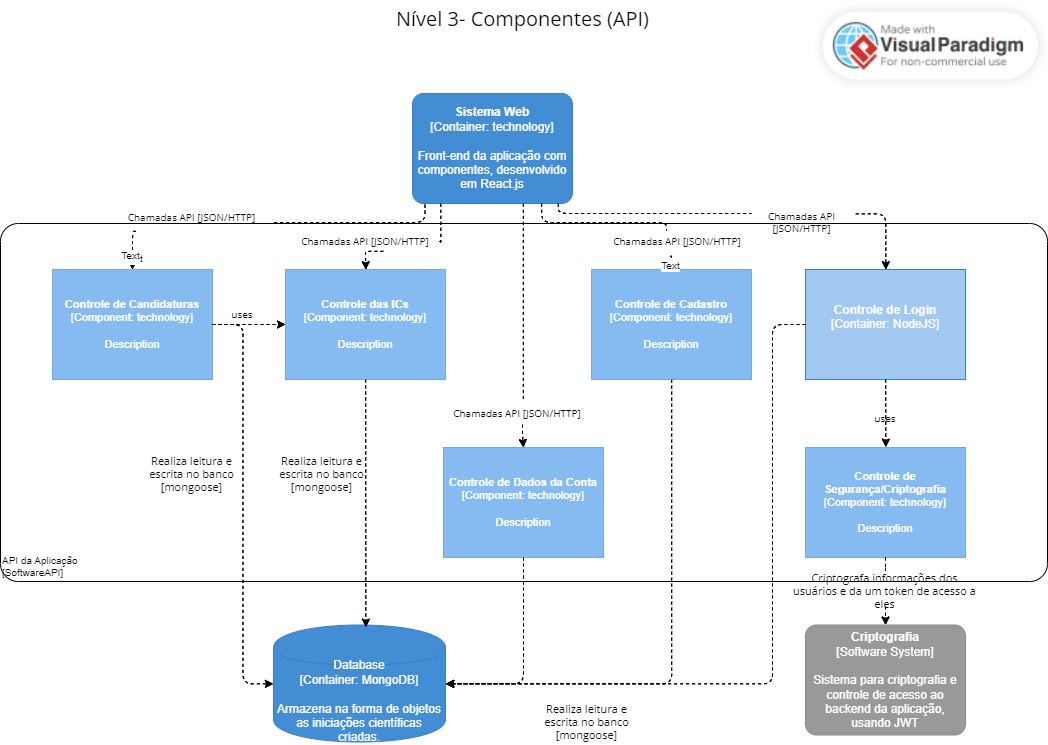 Nível 3- Componentes (API)
Made with
Visual Paradigm
For non-commercial use
Sistema Web
[Container: technology]
Front-end da aplicação com
componentes, desenvolvido
em React.js
Chamadas API [JSON/HTTP]
Chamadas API
[JSON/HTTP]
Chamadas API [JSON/HTTP]
Chamadas API [JSON/HTTP]
Text
t
Text
Controle de Candidaturas
[Component: technology]
Description
uses
Controle das ICs
[Component: technology]
Description
Controle de Cadastro
[Component: technology]
Description
Controle de Login
[Container: NodeJS]
Chamadas API [JSON/HTTP]
uses
Realiza leitura e
escrita no banco
[mongoose]
Realiza leitura e
escrita no banco
[mongoose]
Controle de Dados da Conta
[Component: technology]
Description
Controle de
Segurança/Criptografia
[Component: technology]
Description
API da Aplicação
[SoftwareAPI]
Criptografa informações dos
usuários e da um token de acesso a
eles
Database
[Container: MongoDB]
Armazena na forma de objetos
as iniciações científicas
criadas.
Criptografia
[Software System]
Sistema para criptografia e
controle de acesso ao
backend da aplicação,
usando JWT
Realiza leitura e
escrita no banco
[mongoose]